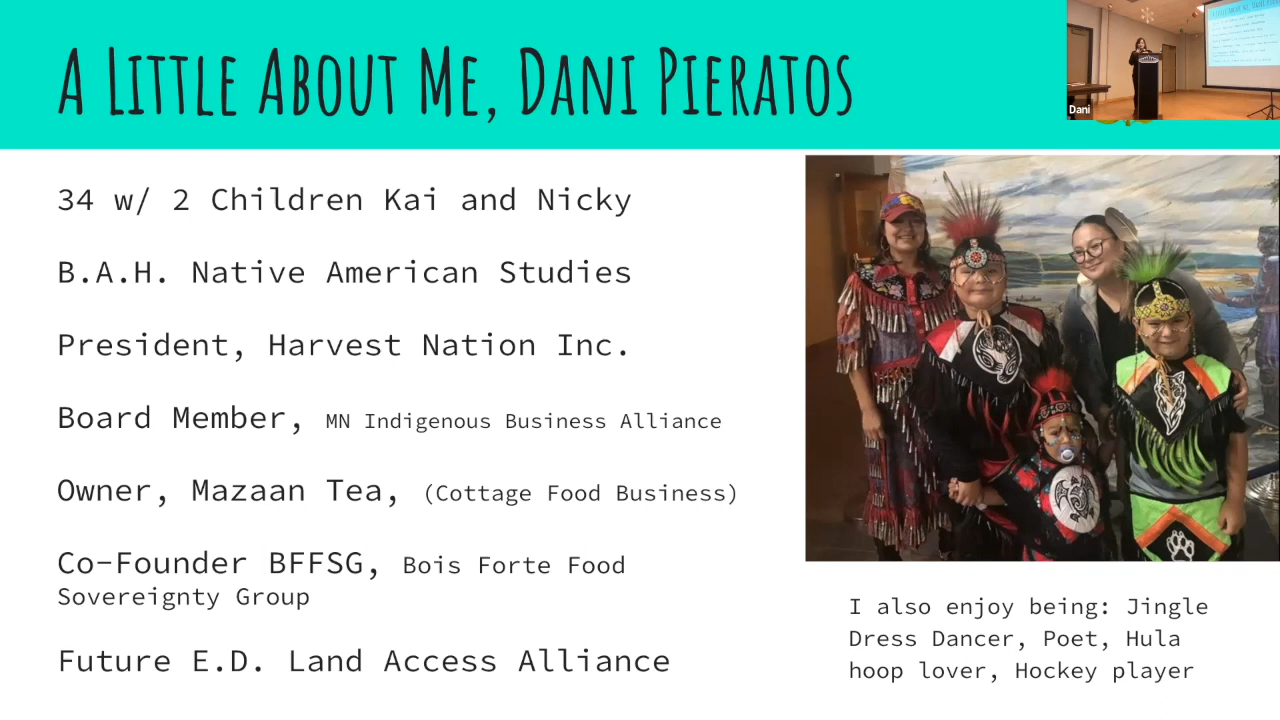 A Little About Me, Dani Pieratos
Dani
34 w/ 2 Children Kai and Nicky
B.A.H. Native American Studies
President, Harvest Nation Inc.
Board Member, MN Indigenous Business Alliance
Owner, Mazaan Tea, (Cottage Food Business)
Co-Founder BFFSG, Bois Forte Food
Sovereignty Group
Future E.D. Land Access Alliance
I also enjoy being: Jingle
Dress Dancer, Poet, Hula
hoop lover, Hockey player